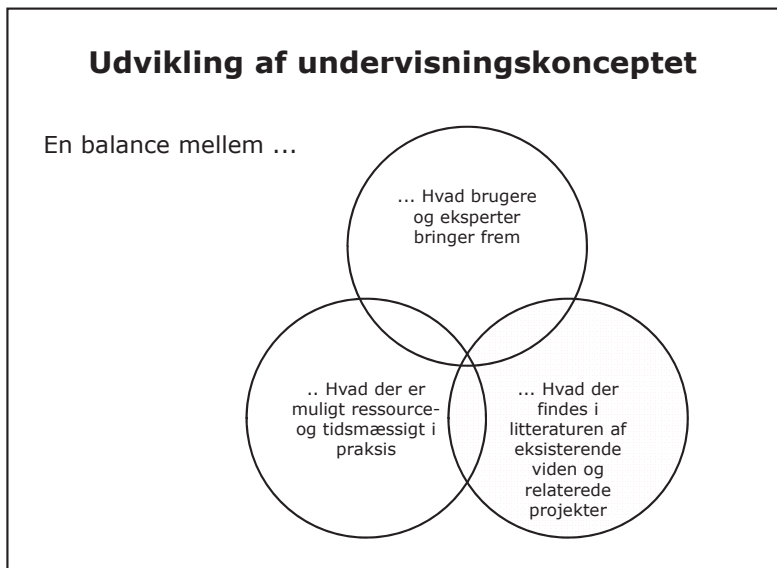 Udvikling af undervisningskonceptet
En balance mellem ...
... Hvad brugere
og eksperter
bringer frem
.. Hvad der er
muligt ressource-
og tidsmæssigt i
praksis
... Hvad der
findes i
litteraturen af
eksisterende
viden og
relaterede
projekter